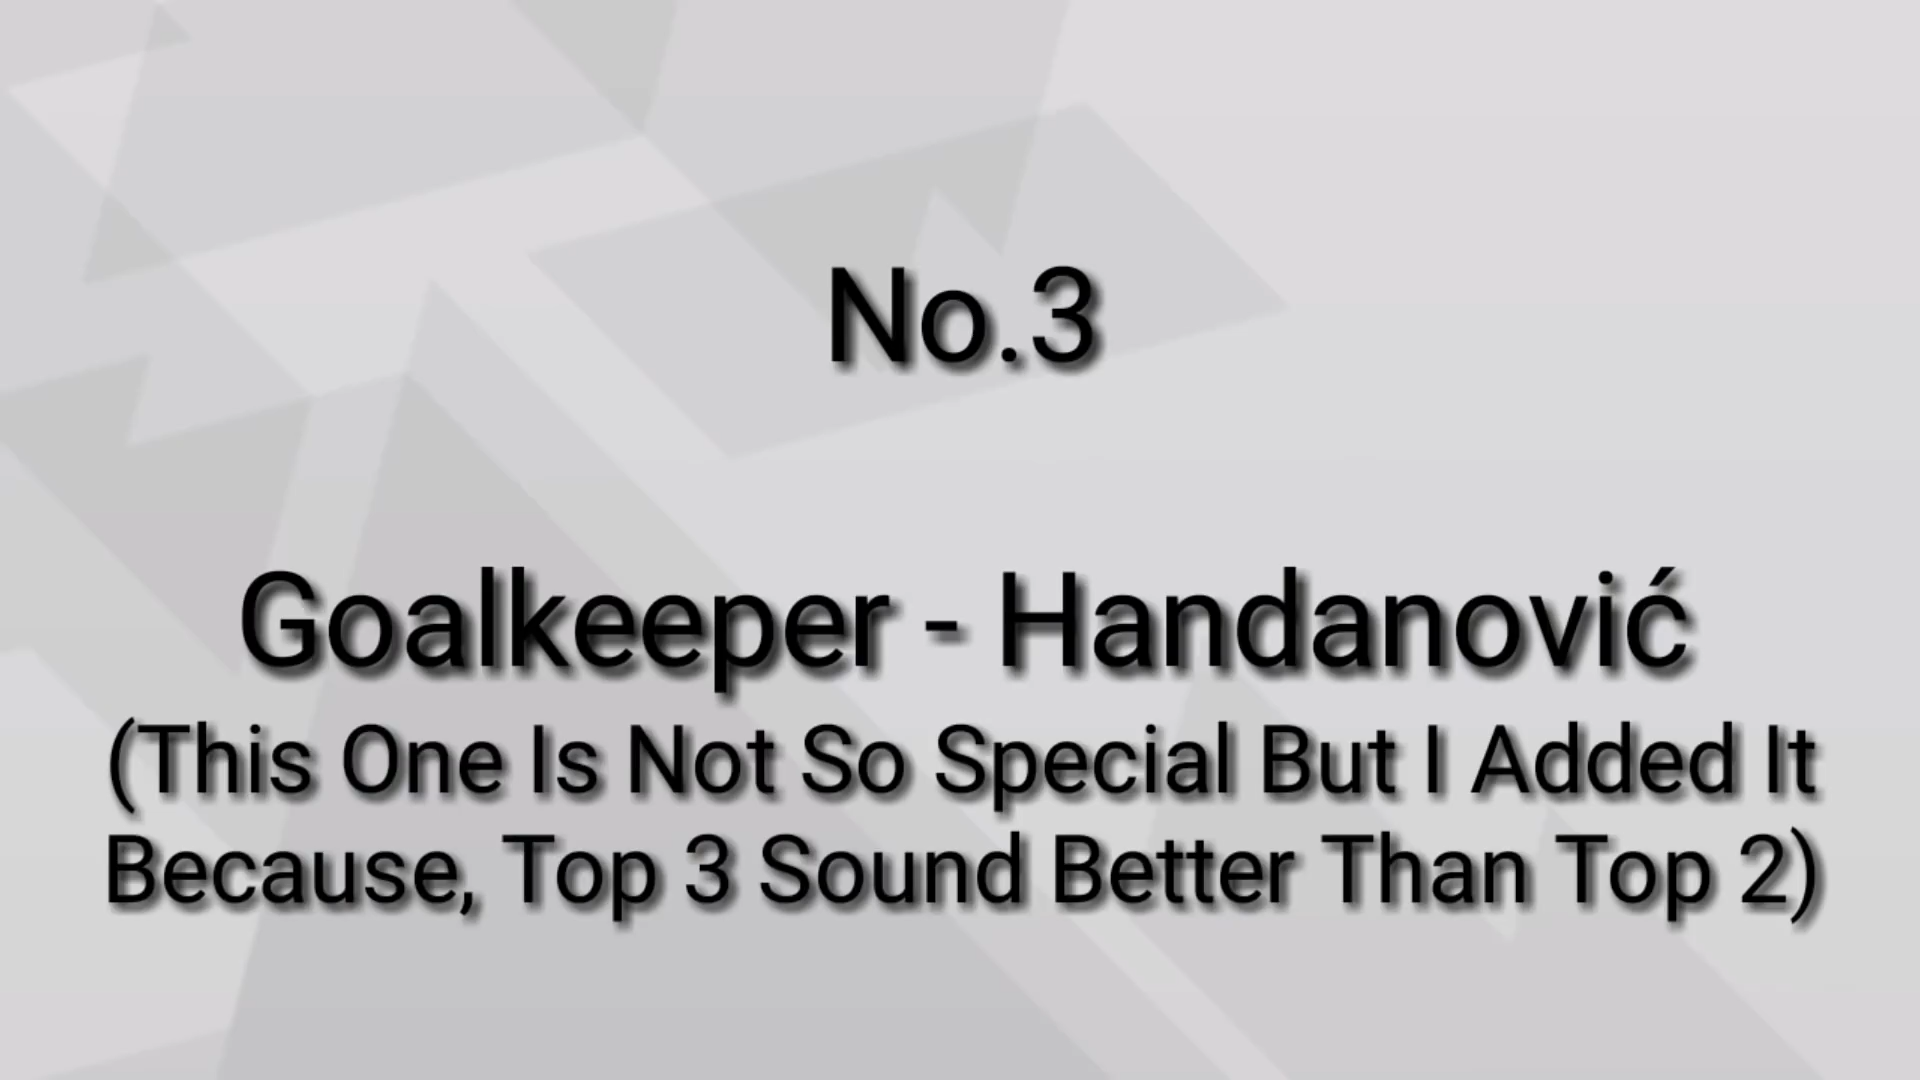 No.3
Goalkeeper - Handanović
(This One Is Not So Special But I Added It
Because, Top 3 Sound Better Than Top 2)